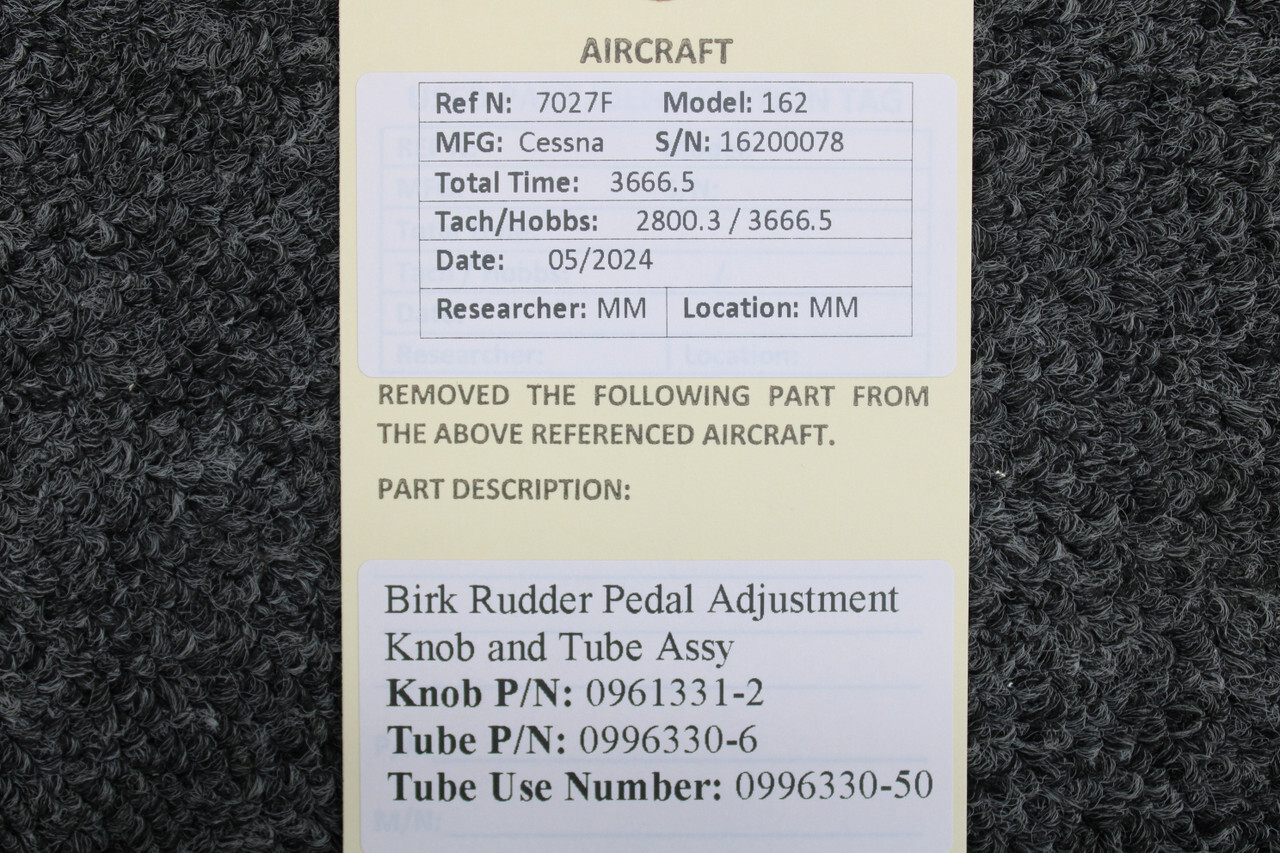 AIRCRAFT
Ref N: 7027F Model: 162
MFG: Cessna S/N: 16200078
Total Time: 3666.5
Tach/Hobbs: 2800.3 / 3666.5
Date: 05/2024
Researcher: MM Location: MM
REMOVED THE FOLLOWING PART FROM
THE ABOVE REFERENCED AIRCRAFT.
PART DESCRIPTION:
Birk Rudder Pedal Adjustment
Knob and Tube Assy
Knob P/N: 0961331-2
Tube P/N: 0996330-6
Tube Use Number: 0996330-50
M/N: